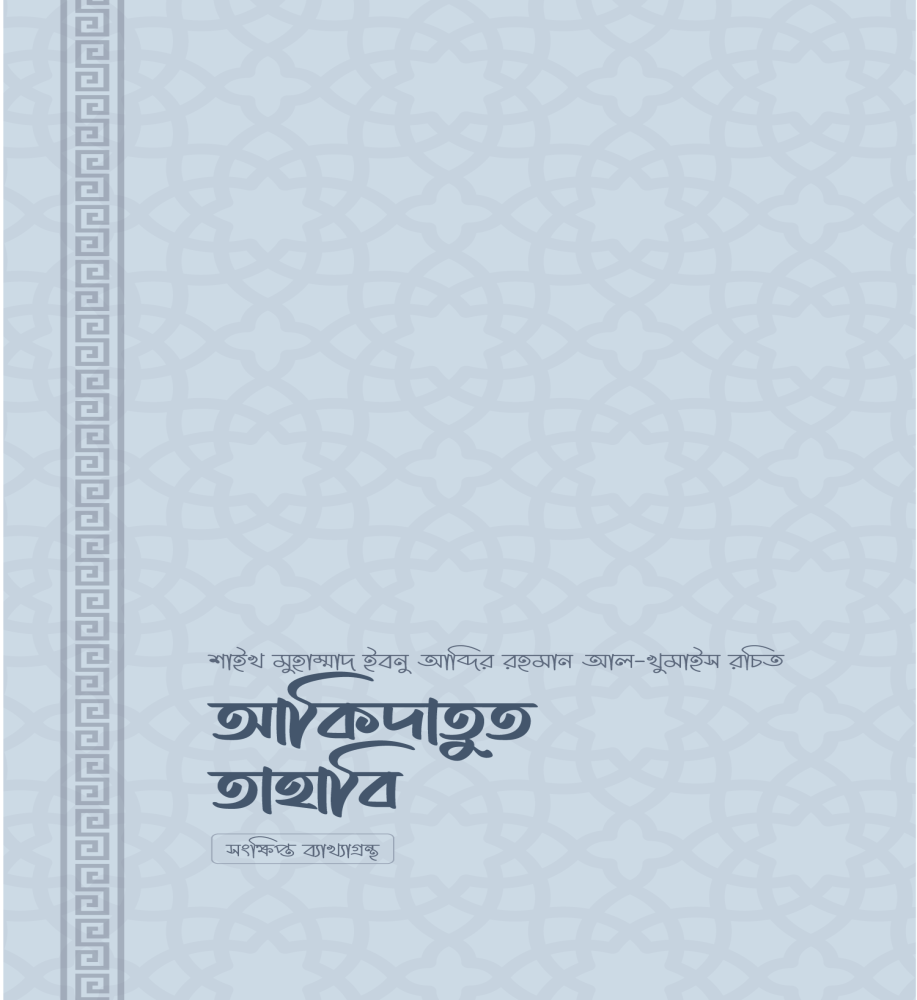 শাইখ মুহাম্মাদ ইবনু আব্দির রহমান আল-খুমাইস রচিত
আকিদাতুত
তাহাবি
সংক্ষিপ্ত ব্যাখ্যাগ্রন্থ